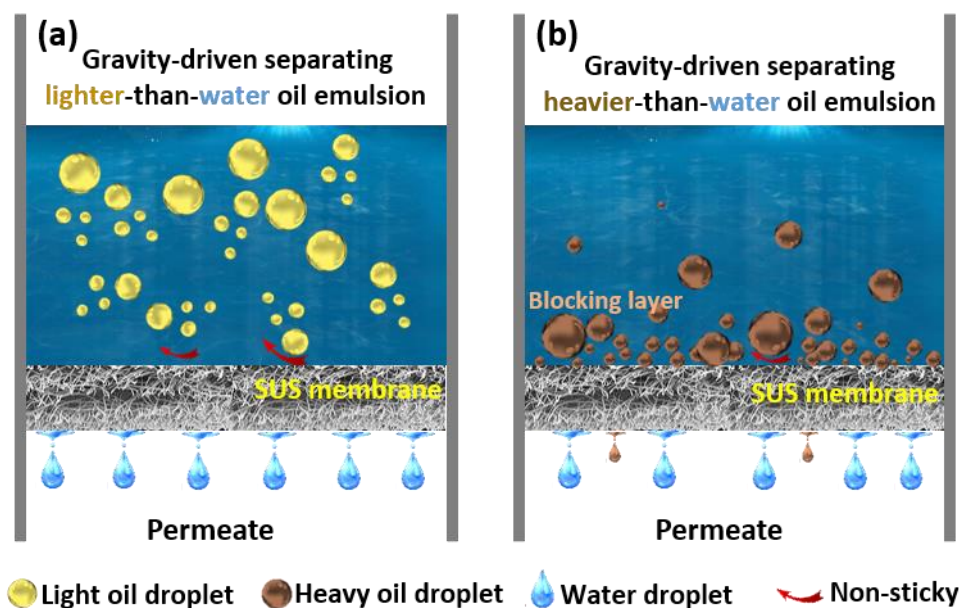 (a)
Gravity-driven separating
lighter-than-water oil emulsion
SUS membrane
Permeate
(b)
Gravity-driven separating
heavier-than-water oil emulsion
Blocking layer
SUS membrane
Permeate
Light oil droplet Heavy oil droplet Water droplet Non-sticky